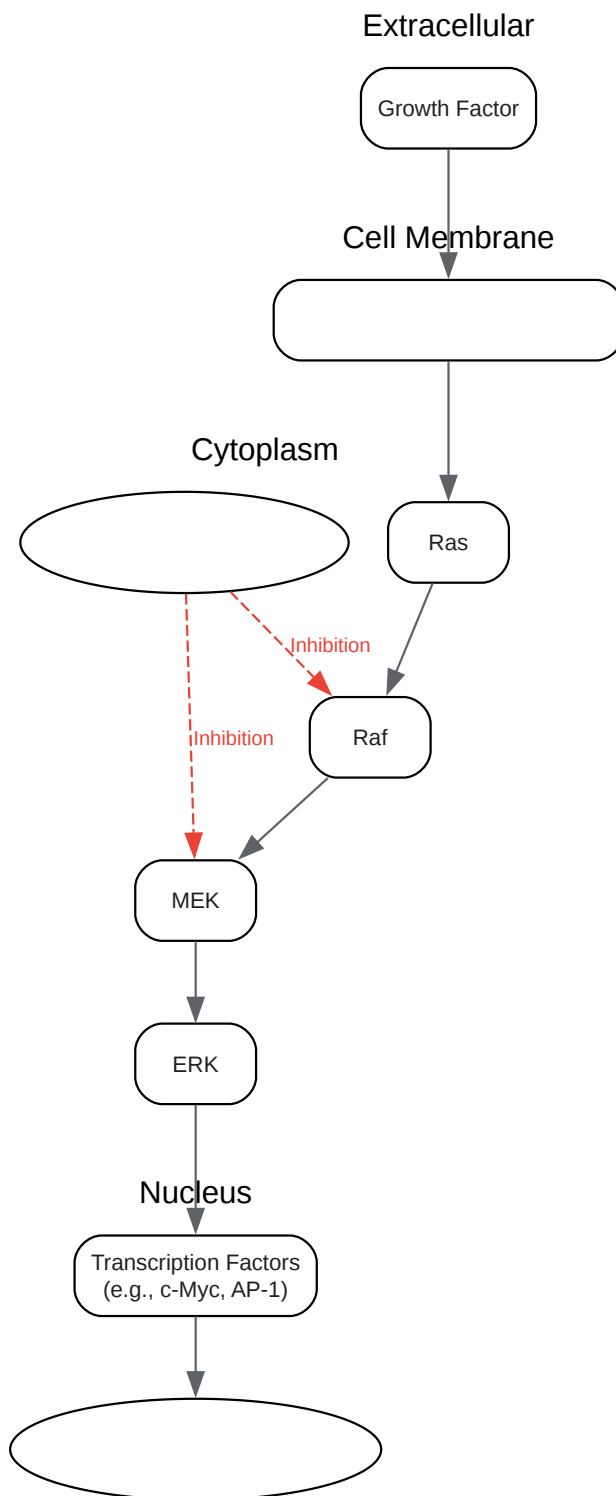 Extracellular
Growth Factor
Cell Membrane
Cytoplasm
Ras
Inhibition
Raf
Inhibition
MEK
ERK
Nucleus
Transcription Factors
(e.g., c-Myc, AP-1)